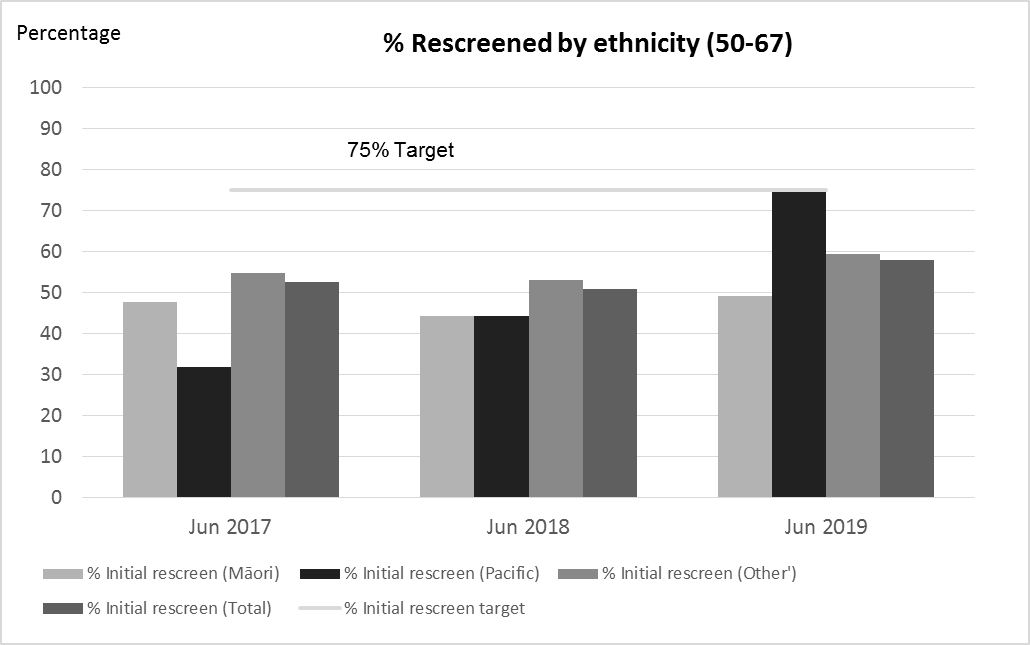 Percentage
% Rescreened by ethnicity (50-67)
100
90
80
75% Target
70
60
50
40
30
20
10
0
Jun 2017 Jun 2018 Jun 2019
% Initial rescreen (Māori) % Initial rescreen (Pacific) % Initial rescreen (Other')
% Initial rescreen (Total) % Initial rescreen target